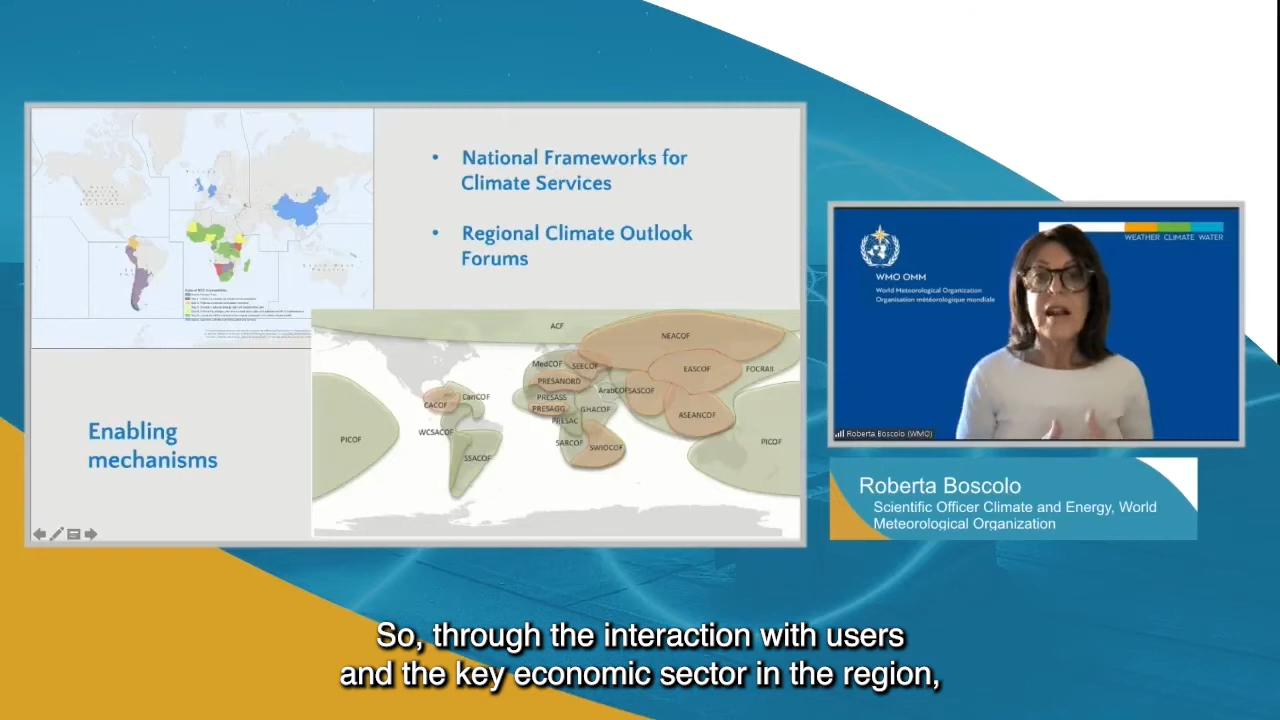 National Frameworks for
Climate Services
Regional Climate Outlook
Forums
Enabling
mechanisms
ACF
NEACOF
MedCOF
SEECOF
EASCOF
FOCRAII
PRESANORD
ArabCOF
SASCOF
CariCOF
CACOF
PRESASS
PRESAGG
GHACOF
ASEANCOF
PRESAC
WCSACOF
PICOF
SARCOF
SWIOCOF
PICOF
SSACOF
WEATHER CLIMATE WATER
WMO OMM
World Meteorological Organization
Organisation météorologique mondiale
Roberta Boscolo (WMO)
Roberta Boscolo
Scientific Officer Climate and Energy, World
Meteorological Organization
So, through the interaction with users
and the key economic sector in the region,